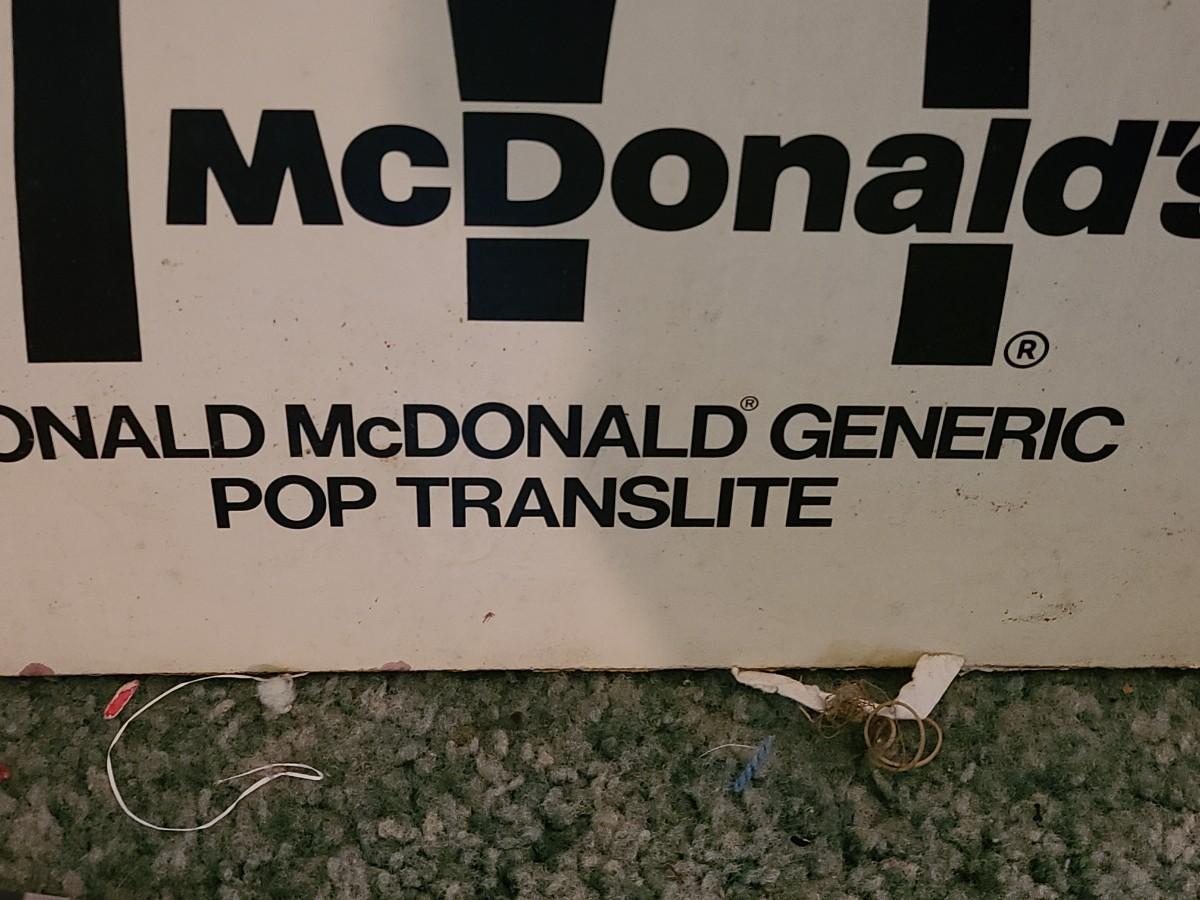 McDonald's
®
ONALD McDONALD® GENERIC
POP TRANSLITE